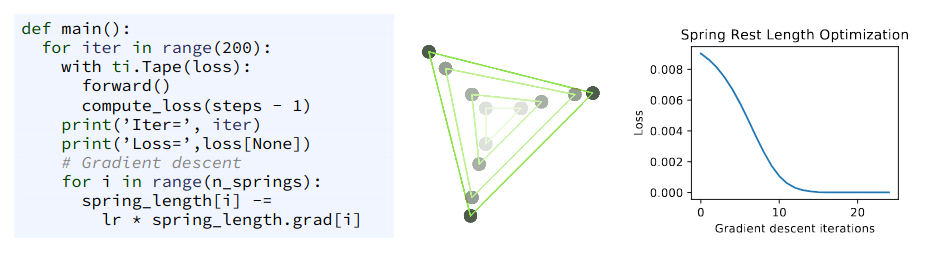 def main():
  for iter in range(200):
    with ti.Tape(loss):
      forward()
      compute_loss(steps - 1)
    print(’Iter=’, iter)
    print(’Loss=’,loss[None])
    # Gradient descent
    for i in range(n_springs):
      spring_length[i] -=
        lr * spring_length.grad[i]
Spring Rest Length Optimization
Loss
0.008
0.006
0.004
0.002
0.000
0 10 20
Gradient descent iterations